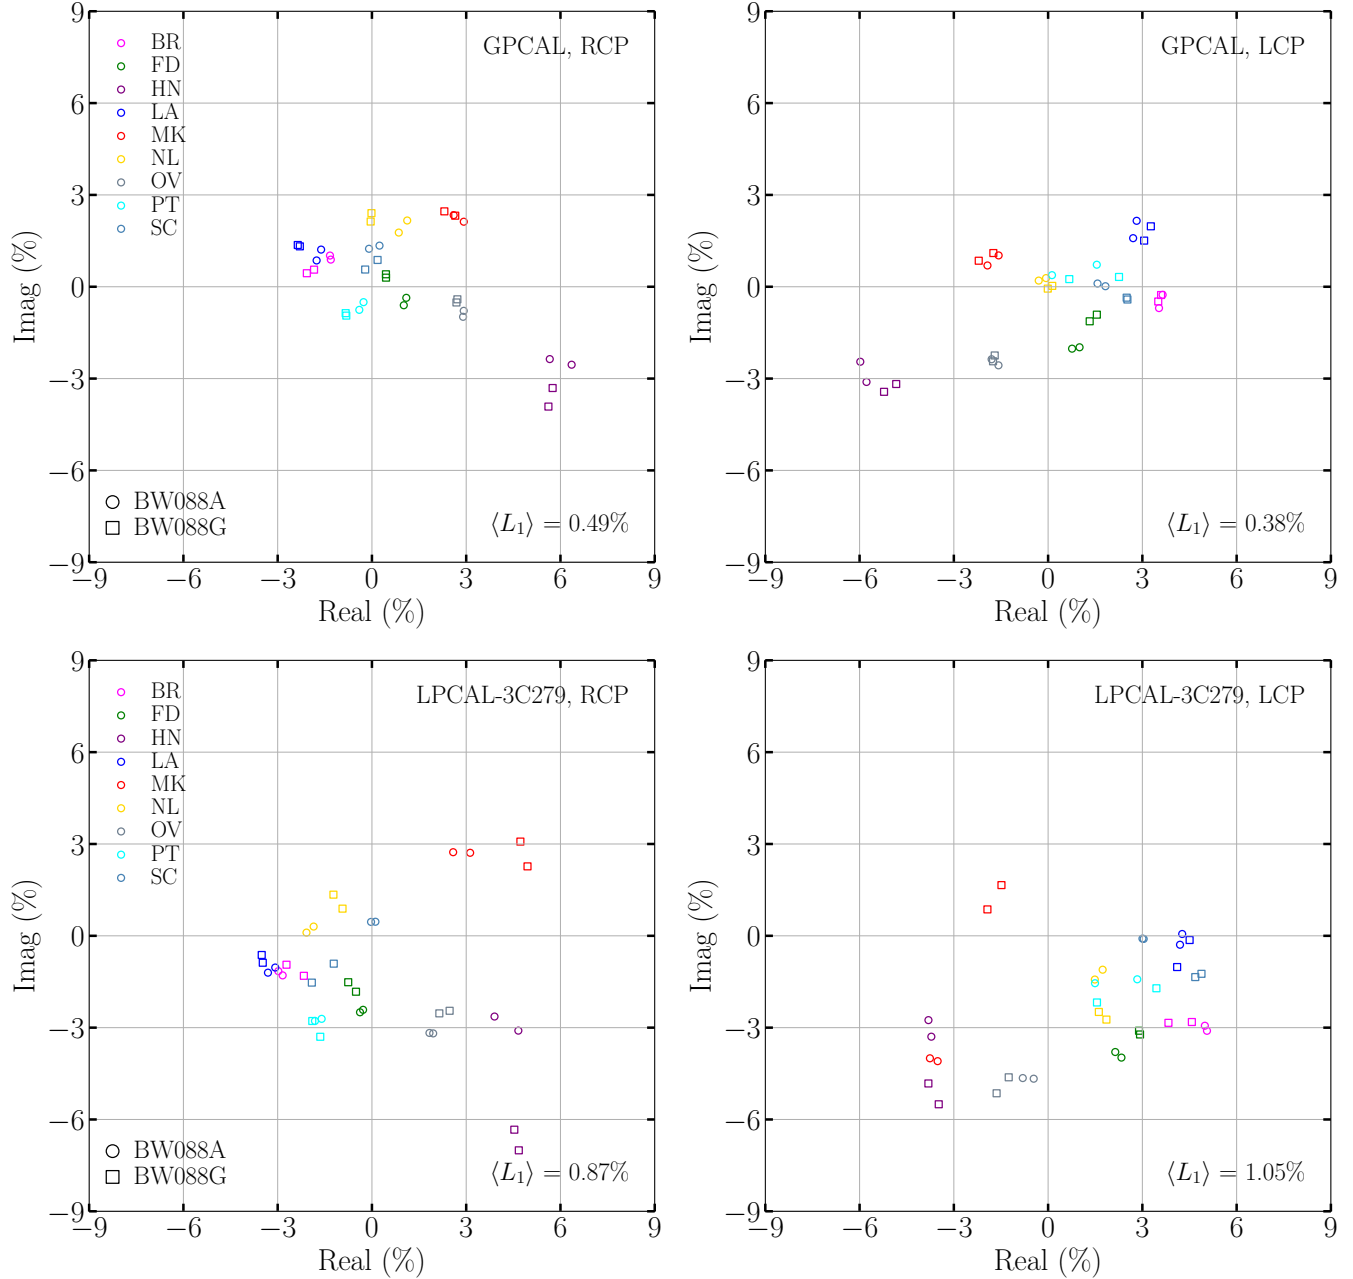 GPCAL, RCP
BR
FD
HN
LA
MK
NL
OV
PT
SC
BW088A
BW088G
⟨L₁⟩ = 0.49%
9
6
3
0
−3
−6
−9
−9
−6
−3
0
3
6
9
Imag (%)
Real (%)
GPCAL, LCP
⟨L₁⟩ = 0.38%
9
6
3
0
−3
−6
−9
−9
−6
−3
0
3
6
9
Imag (%)
Real (%)
LPCAL-3C279, RCP
BR
FD
HN
LA
MK
NL
OV
PT
SC
BW088A
BW088G
⟨L₁⟩ = 0.87%
9
6
3
0
−3
−6
−9
−9
−6
−3
0
3
6
9
Imag (%)
Real (%)
LPCAL-3C279, LCP
⟨L₁⟩ = 1.05%
9
6
3
0
−3
−6
−9
−9
−6
−3
0
3
6
9
Imag (%)
Real (%)